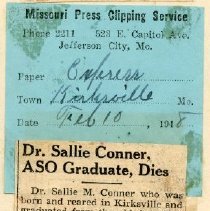 Missouri Press Clipping Service
Phone 2211 528 E. Capitol Ave.
Jefferson City, Mo.
Paper Express
Town Kirksville Mo.
Date Feb 10 1948
Dr. Sallie Conner,
ASO Graduate, Dies
Dr. Sallie M. Conner who was
born and reared in Kirksville and